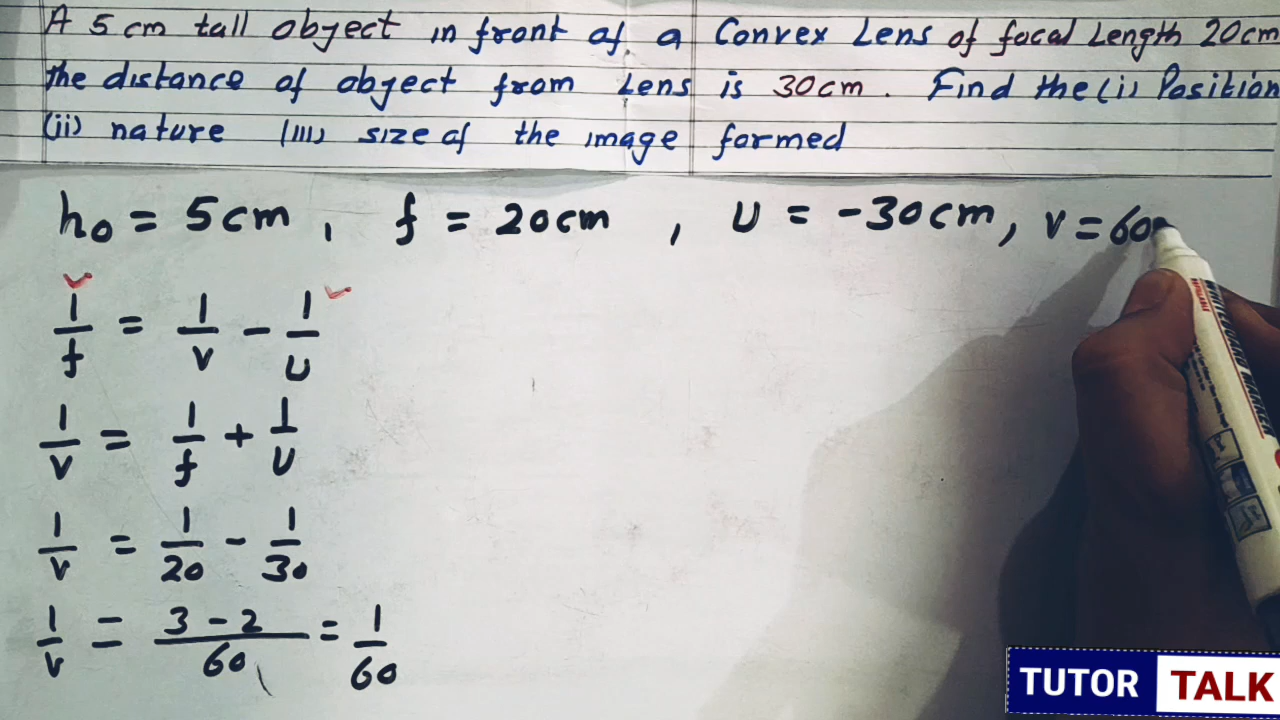 A 5 cm tall object in front of a Convex Lens of focal Length 20cm
the distance of object from Lens is 30cm. Find the (i) Position
(ii) nature (iii) size of the image formed
h₀ = 5cm, f = 20cm, U = -30cm, v = 60
1/f = 1/v - 1/U
1/v = 1/f + 1/U
1/v = 1/20 - 1/30
1/v = 3 - 2/60 = 1/60
TUTOR TALK